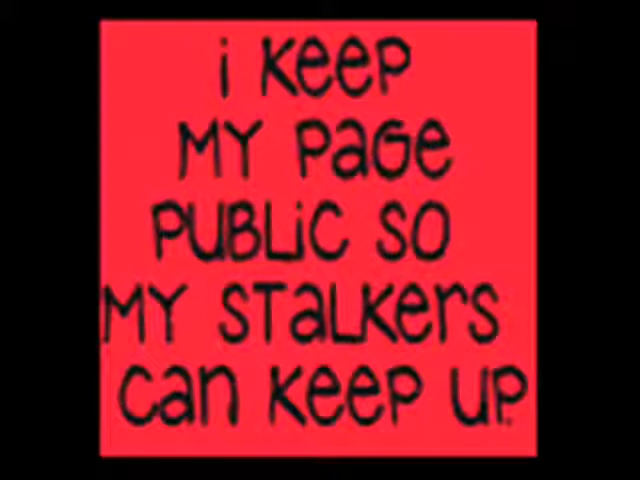 i KeeP
MY PaGe
PUBLiC SO
MY STaLKers
Can KeeP UP.